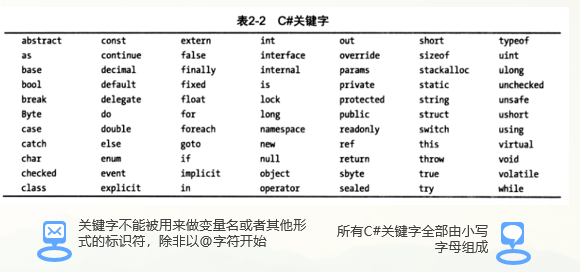 表2-2 C#关键字
abstract const extern int out short typeof
as continue false interface override sizeof uint
base decimal finally internal params stackalloc ulong
bool default fixed is private static unchecked
break delegate float lock protected string unsafe
Byte do for long public struct ushort
case double foreach namespace readonly switch using
catch else goto new ref this virtual
char enum if null return throw void
checked event implicit object sbyte true volatile
class explicit in operator sealed try while
关键字不能被用来做变量名或者其他形
式的标识符，除非以@字符开始
所有C#关键字全部由小写
字母组成